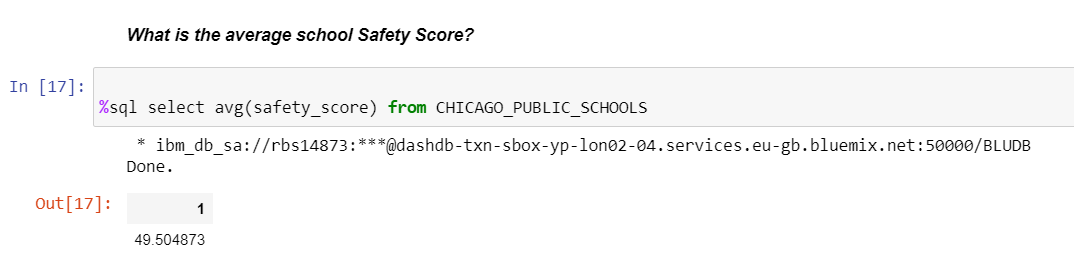 What is the average school Safety Score?
In [17]:
%sql select avg(safety_score) from CHICAGO_PUBLIC_SCHOOLS
* ibm_db_sa://rbs14873:***@dashdb-txn-sbox-yp-lon02-04.services.eu-gb.bluemix.net:50000/BLUDB
Done.
Out[17]:
1
49.504873